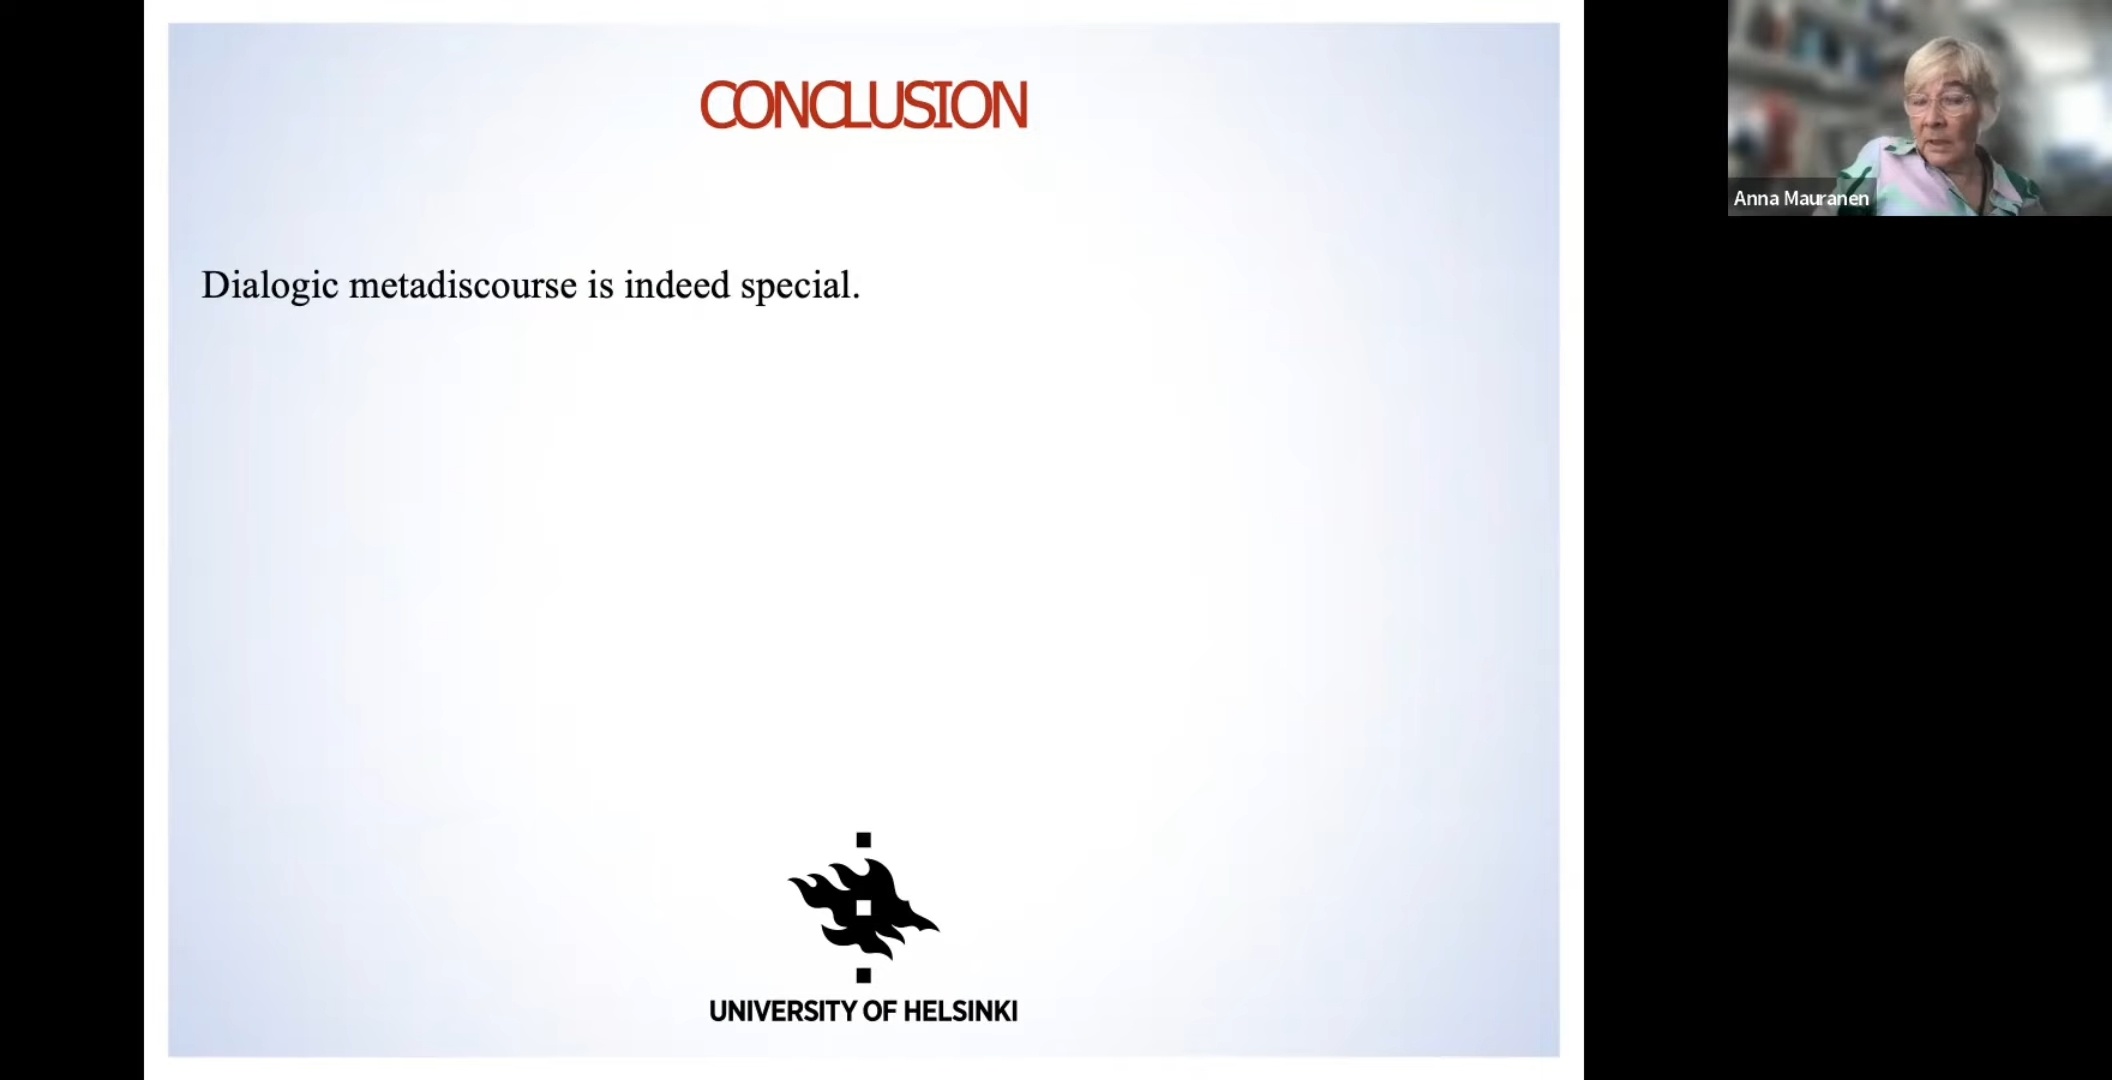 CONCLUSION
Anna Mauranen
Dialogic metadiscourse is indeed special.
UNIVERSITY OF HELSINKI